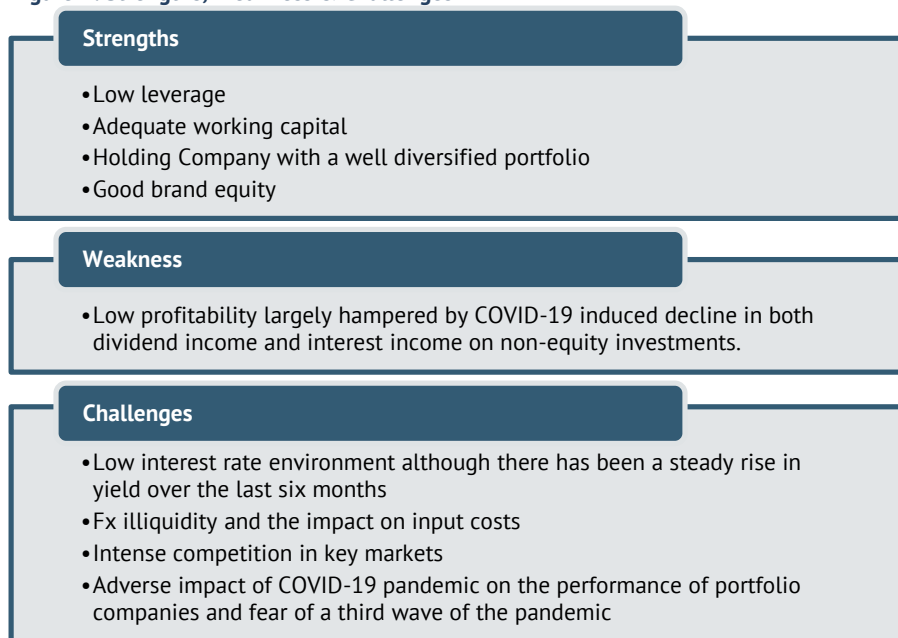 Strengths
•Low leverage
•Adequate working capital
•Holding Company with a well diversified portfolio
•Good brand equity
Weakness
•Low profitability largely hampered by COVID-19 induced decline in both
dividend income and interest income on non-equity investments.
Challenges
•Low interest rate environment although there has been a steady rise in
yield over the last six months
•Fx illiquidity and the impact on input costs
•Intense competition in key markets
•Adverse impact of COVID-19 pandemic on the performance of portfolio
companies and fear of a third wave of the pandemic